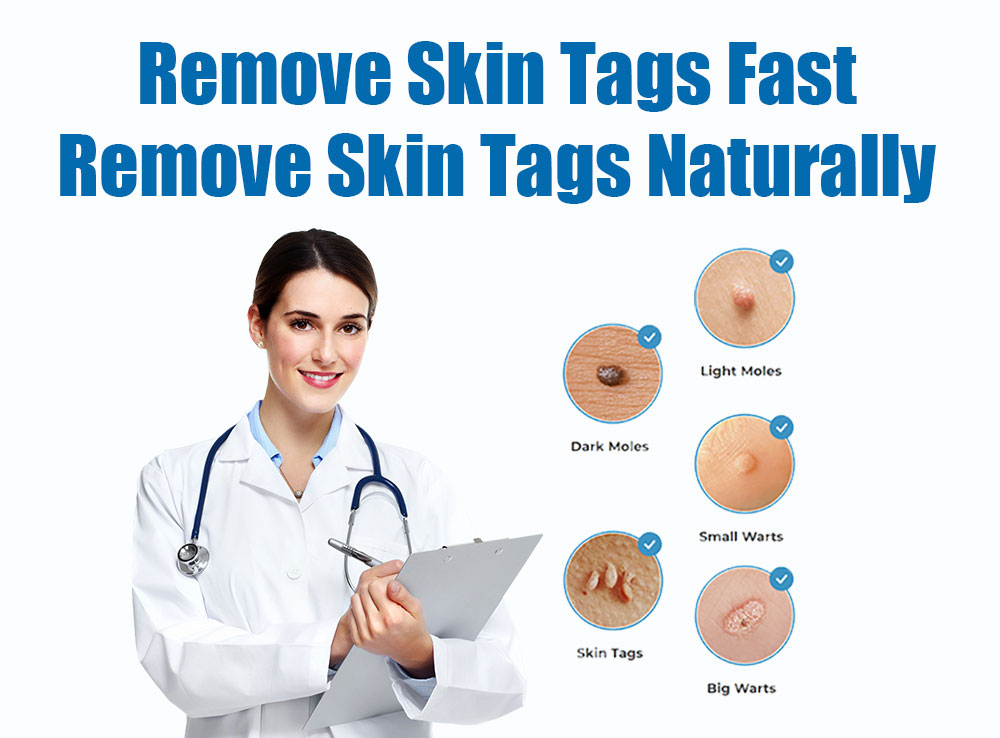 Remove Skin Tags Fast
Remove Skin Tags Naturally
Light Moles
Dark Moles
Small Warts
Skin Tags
Big Warts